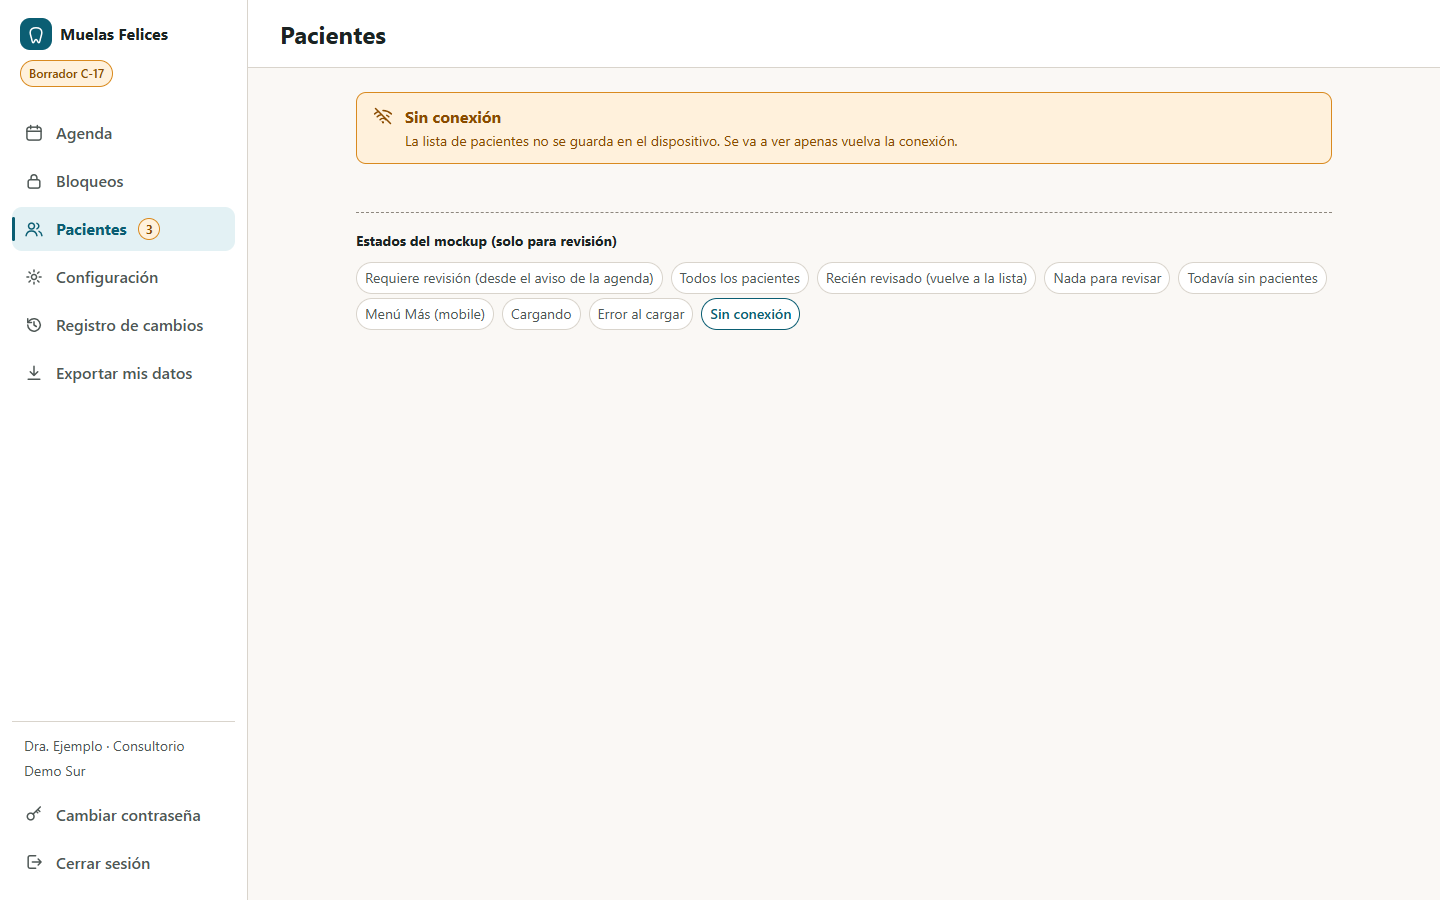 Muelas Felices
Borrador C-17
Agenda
Bloqueos
Pacientes 3
Configuración
Registro de cambios
Exportar mis datos
Dra. Ejemplo · Consultorio
Demo Sur
Cambiar contraseña
Cerrar sesión
Pacientes
Sin conexión
La lista de pacientes no se guarda en el dispositivo. Se va a ver apenas vuelva la conexión.
Estados del mockup (solo para revisión)
Requiere revisión (desde el aviso de la agenda) Todos los pacientes Recién revisado (vuelve a la lista) Nada para revisar Todavía sin pacientes
Menú Más (mobile) Cargando Error al cargar Sin conexión